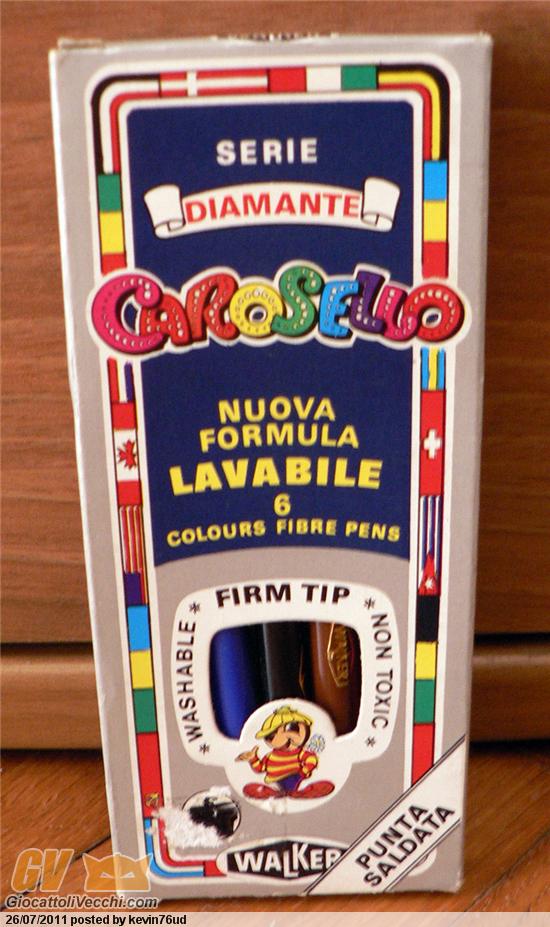 SERIE
DIAMANTE
CAROSELLO
NUOVA
FORMULA
LAVABILE
6
COLOURS FIBRE PENS
FIRM TIP
* WASHABLE *
* NON TOXIC *
WALKER
PUNTA
SALDATA
GV
GiocattoliVecchi.com
26/07/2011 posted by kevin76ud